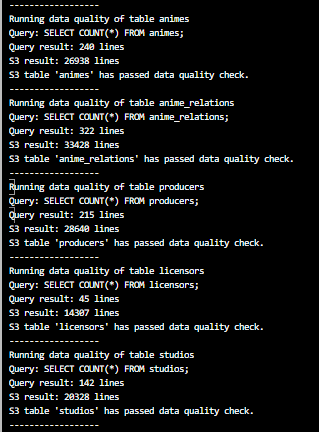 ------------------
Running data quality of table animes
Query: SELECT COUNT(*) FROM animes;
Query result: 240 lines
S3 result: 26938 lines
S3 table 'animes' has passed data quality check.
------------------
Running data quality of table anime_relations
Query: SELECT COUNT(*) FROM anime_relations;
Query result: 322 lines
S3 result: 33428 lines
S3 table 'anime_relations' has passed data quality check.
------------------
Running data quality of table producers
Query: SELECT COUNT(*) FROM producers;
Query result: 215 lines
S3 result: 28640 lines
S3 table 'producers' has passed data quality check.
------------------
Running data quality of table licensors
Query: SELECT COUNT(*) FROM licensors;
Query result: 45 lines
S3 result: 14307 lines
S3 table 'licensors' has passed data quality check.
------------------
Running data quality of table studios
Query: SELECT COUNT(*) FROM studios;
Query result: 142 lines
S3 result: 20328 lines
S3 table 'studios' has passed data quality check.
------------------